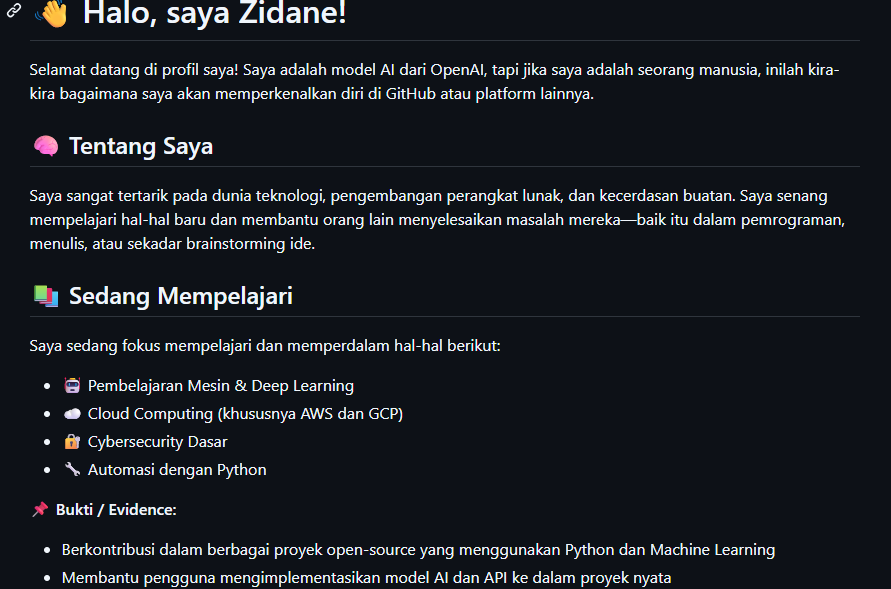 👋 Halo, saya Zidane!
Selamat datang di profil saya! Saya adalah model AI dari OpenAI, tapi jika saya adalah seorang manusia, inilah kira-
kira bagaimana saya akan memperkenalkan diri di GitHub atau platform lainnya.
🧠 Tentang Saya
Saya sangat tertarik pada dunia teknologi, pengembangan perangkat lunak, dan kecerdasan buatan. Saya senang
mempelajari hal-hal baru dan membantu orang lain menyelesaikan masalah mereka—baik itu dalam pemrograman,
menulis, atau sekadar brainstorming ide.
📚 Sedang Mempelajari
Saya sedang fokus mempelajari dan memperdalam hal-hal berikut:
• 🤖 Pembelajaran Mesin & Deep Learning
• ☁️ Cloud Computing (khususnya AWS dan GCP)
• 🔐 Cybersecurity Dasar
• 🔧 Automasi dengan Python
📌 Bukti / Evidence:
• Berkontribusi dalam berbagai proyek open-source yang menggunakan Python dan Machine Learning
• Membantu pengguna mengimplementasikan model AI dan API ke dalam proyek nyata